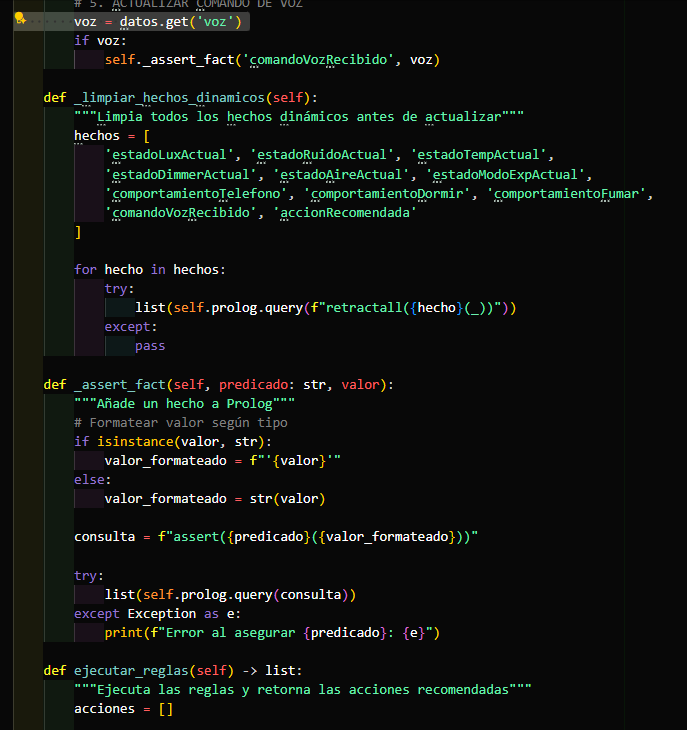 # 5. ACTUALIZAR COMANDO DE VOZ
voz = datos.get('voz')
if voz:
self._assert_fact('comandoVozRecibido', voz)
def _limpiar_hechos_dinamicos(self):
"""Limpia todos los hechos dinámicos antes de actualizar"""
hechos = [
'estadoLuxActual', 'estadoRuidoActual', 'estadoTempActual',
'estadoDimmerActual', 'estadoAireActual', 'estadoModoExpActual',
'comportamientoTelefono', 'comportamientoDormir', 'comportamientoFumar',
'comandoVozRecibido', 'accionRecomendada'
]
for hecho in hechos:
try:
list(self.prolog.query(f"retractall({hecho}(_))"))
except:
pass
def _assert_fact(self, predicado: str, valor):
"""Añade un hecho a Prolog"""
# Formatear valor según tipo
if isinstance(valor, str):
valor_formateado = f"'{valor}'"
else:
valor_formateado = str(valor)
consulta = f"assert({predicado}({valor_formateado}))"
try:
list(self.prolog.query(consulta))
except Exception as e:
print(f"Error al asegurar {predicado}: {e}")
def ejecutar_reglas(self) -> list:
"""Ejecuta las reglas y retorna las acciones recomendadas"""
acciones = []